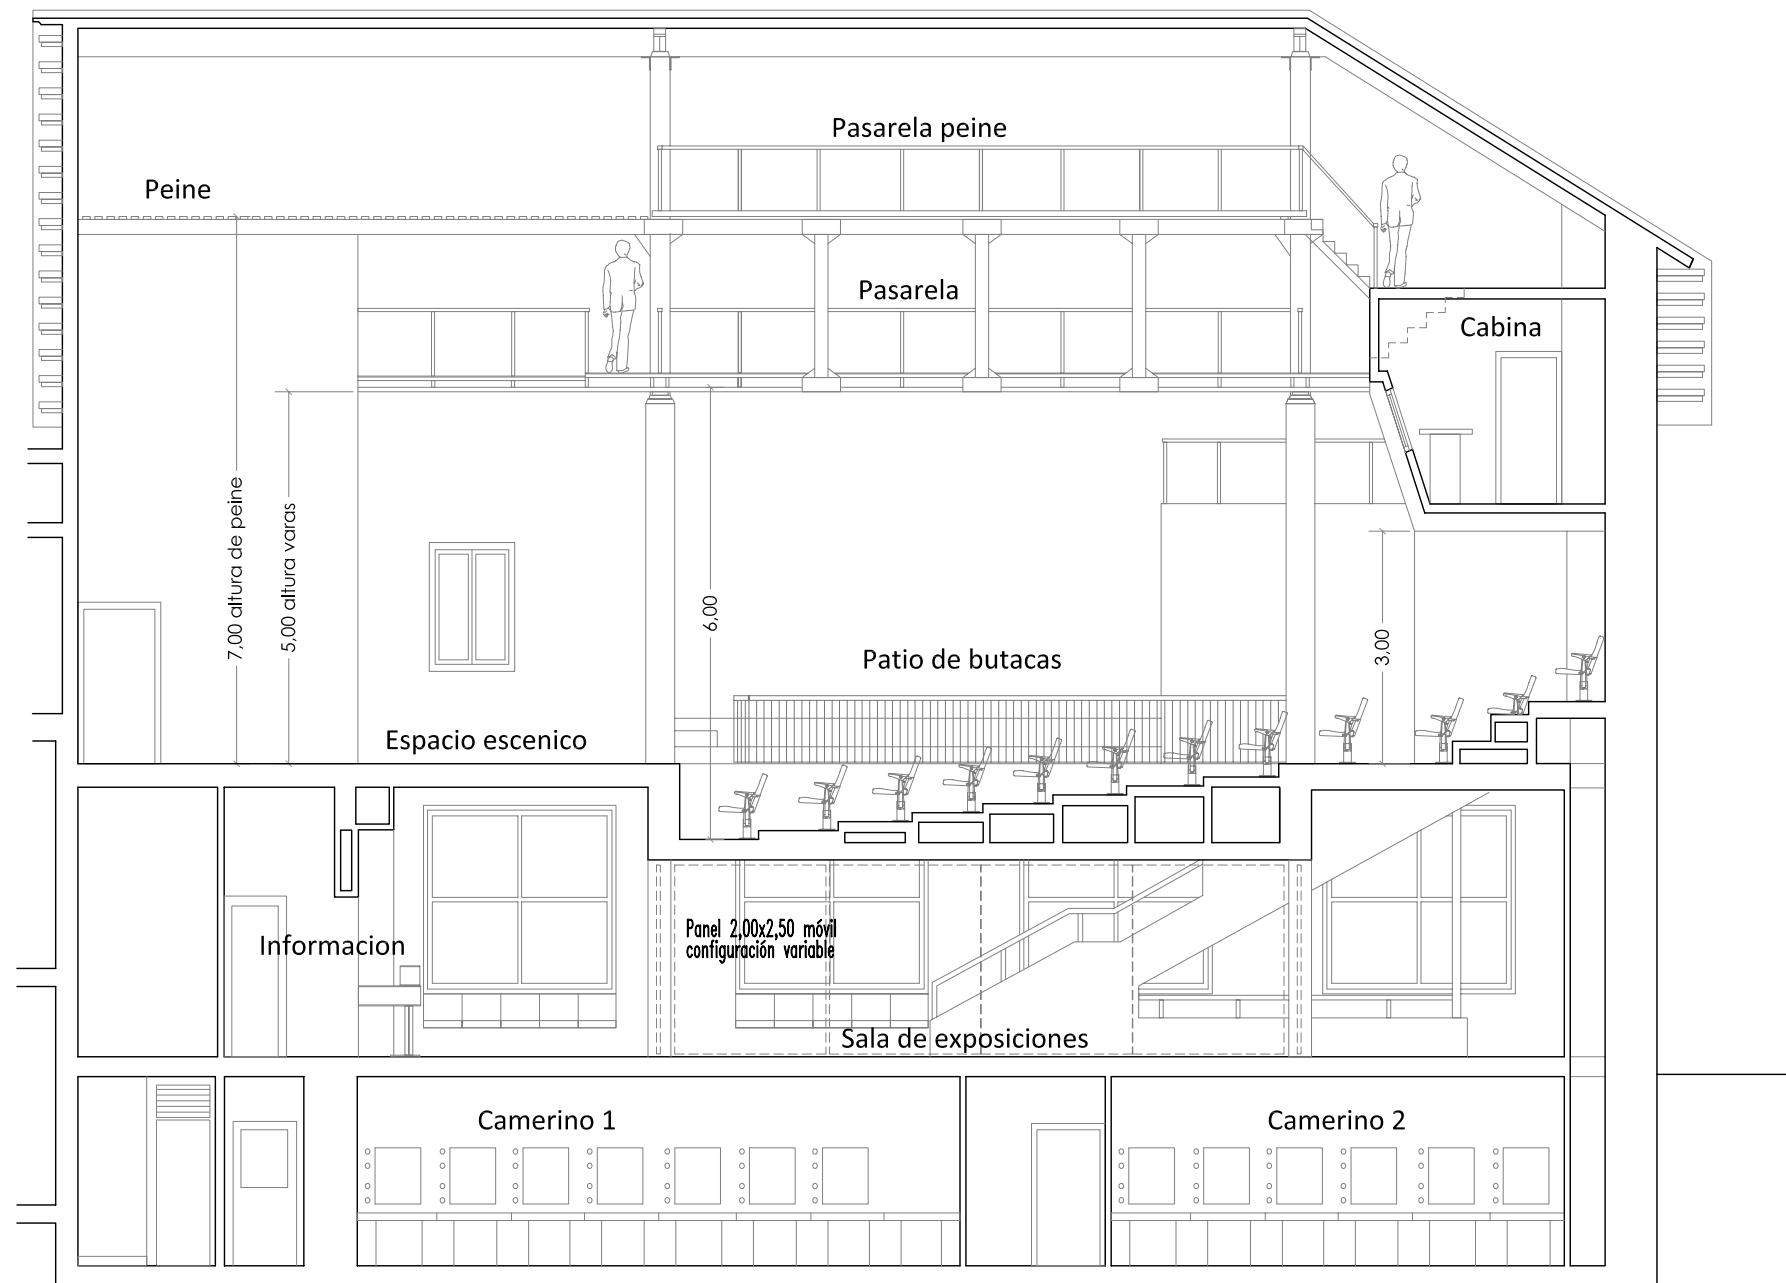 Pasarela peine
Peine
Pasarela
Cabina
7,00 altura de peine
5,00 altura varas
6,00
3,00
Patio de butacas
Espacio escenico
Panel 2,00x2,50 móvil
configuración variable
Informacion
Sala de exposiciones
Camerino 1
Camerino 2